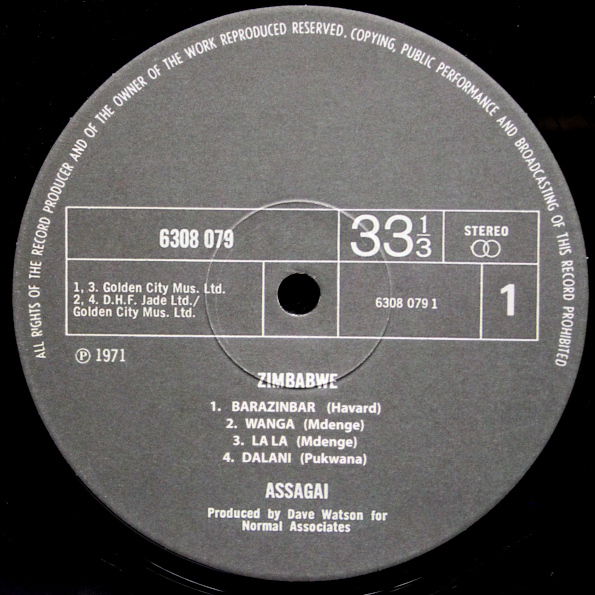 ALL RIGHTS OF THE RECORD PRODUCER AND OF THE OWNER OF THE WORK REPRODUCED RESERVED. COPYING, PUBLIC PERFORMANCE AND BROADCASTING OF THIS RECORD PROHIBITED
6308 079
33 1/3
STEREO
1, 3. Golden City Mus. Ltd.
2, 4. D.H.F. Jade Ltd./
Golden City Mus. Ltd.
6308 079 1
1
℗ 1971
ZIMBABWE
1. BARAZINBAR (Havard)
2. WANGA (Mdenge)
3. LA LA (Mdenge)
4. DALANI (Pukwana)
ASSAGAI
Produced by Dave Watson for
Normal Associates